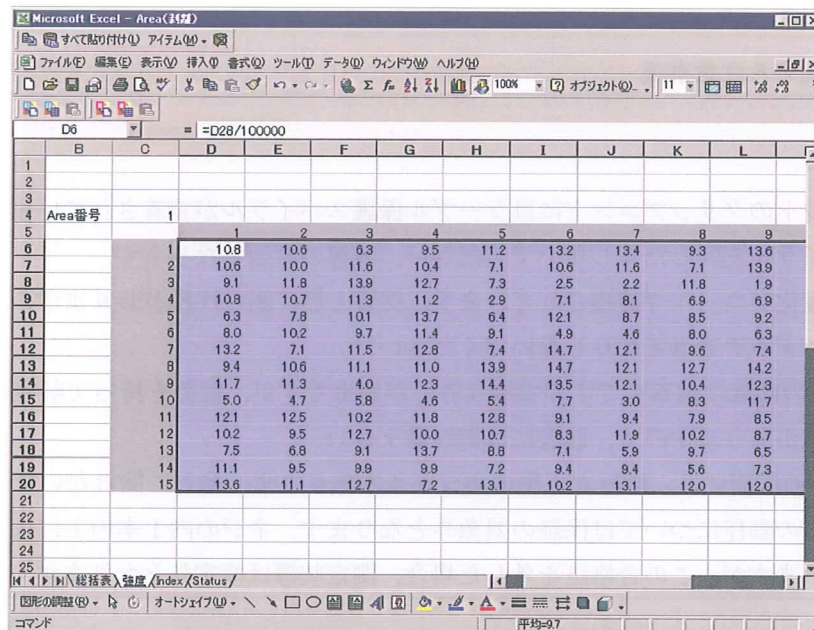 Microsoft Excel - Area(剥離)
すべて貼り付け(L) アイテム(M)
ファイル(F) 編集(E) 表示(V) 挿入(I) 書式(O) ツール(T) データ(D) ウィンドウ(W) ヘルプ(H)
100% オブジェクト(O)... 11
D6 = =D28/100000
B C D E F G H I J K L
1
2
3
4 Area番号 1
5 1 2 3 4 5 6 7 8 9
6 1 10.8 10.6 6.3 9.5 11.2 13.2 13.4 9.3 13.6
7 2 10.6 10.0 11.6 10.4 7.1 10.6 11.6 7.1 13.9
8 3 9.1 11.8 13.9 12.7 7.3 2.5 2.2 11.8 1.9
9 4 10.8 10.7 11.3 11.2 2.9 7.1 8.1 6.9 6.9
10 5 6.3 7.8 10.1 13.7 6.4 12.1 8.7 8.5 9.2
11 6 8.0 10.2 9.7 11.4 9.1 4.9 4.6 8.0 6.3
12 7 13.2 7.1 11.5 12.8 7.4 14.7 12.1 9.6 7.4
13 8 9.4 10.6 11.1 11.0 13.9 14.7 12.1 12.7 14.2
14 9 11.7 11.3 4.0 12.3 14.4 13.5 12.1 10.4 12.3
15 10 5.0 4.7 5.8 4.6 5.4 7.7 3.0 8.3 11.7
16 11 12.1 12.5 10.2 11.8 12.8 9.1 9.4 7.9 8.5
17 12 10.2 9.5 12.7 10.0 10.7 8.3 11.9 10.2 8.7
18 13 7.5 6.8 9.1 13.7 8.8 7.1 5.9 9.7 6.5
19 14 11.1 9.5 9.9 9.9 7.2 9.4 9.4 5.6 7.3
20 15 13.6 11.1 12.7 7.2 13.1 10.2 13.1 12.0 12.0
21
22
23
24
25
総括表 強度 Index Status
図形の調整(R) オートシェイプ(U)
コマンド 平均=9.7